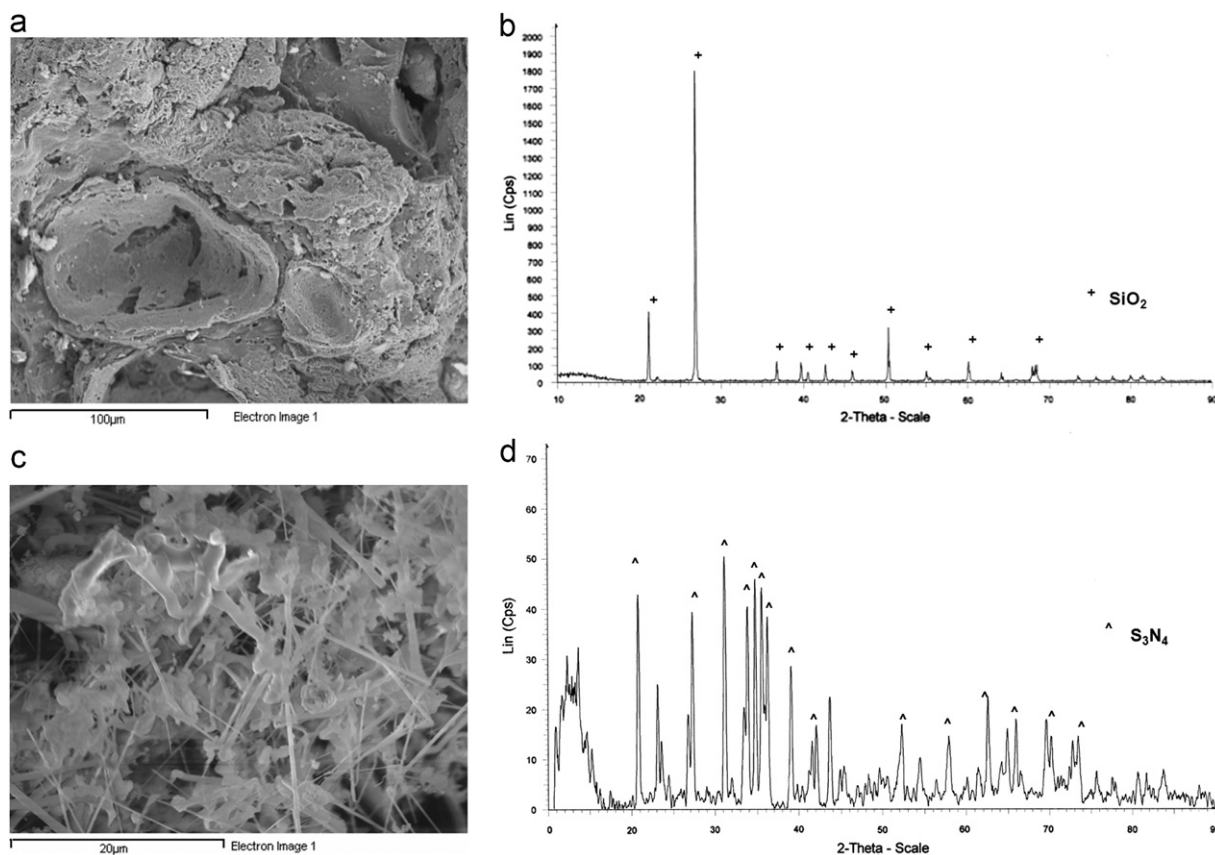 a
100µm Electron Image 1
b
Lin (Cps)
2000
1900
1800
1700
1600
1500
1400
1300
1200
1100
1000
900
800
700
600
500
400
300
200
100
0
+ SiO₂
10 20 30 40 50 60 70 80 90
2-Theta - Scale
c
20µm Electron Image 1
d
Lin (Cps)
70
60
50
40
30
20
10
0
^ S₃N₄
0 10 20 30 40 50 60 70 80 90
2-Theta - Scale